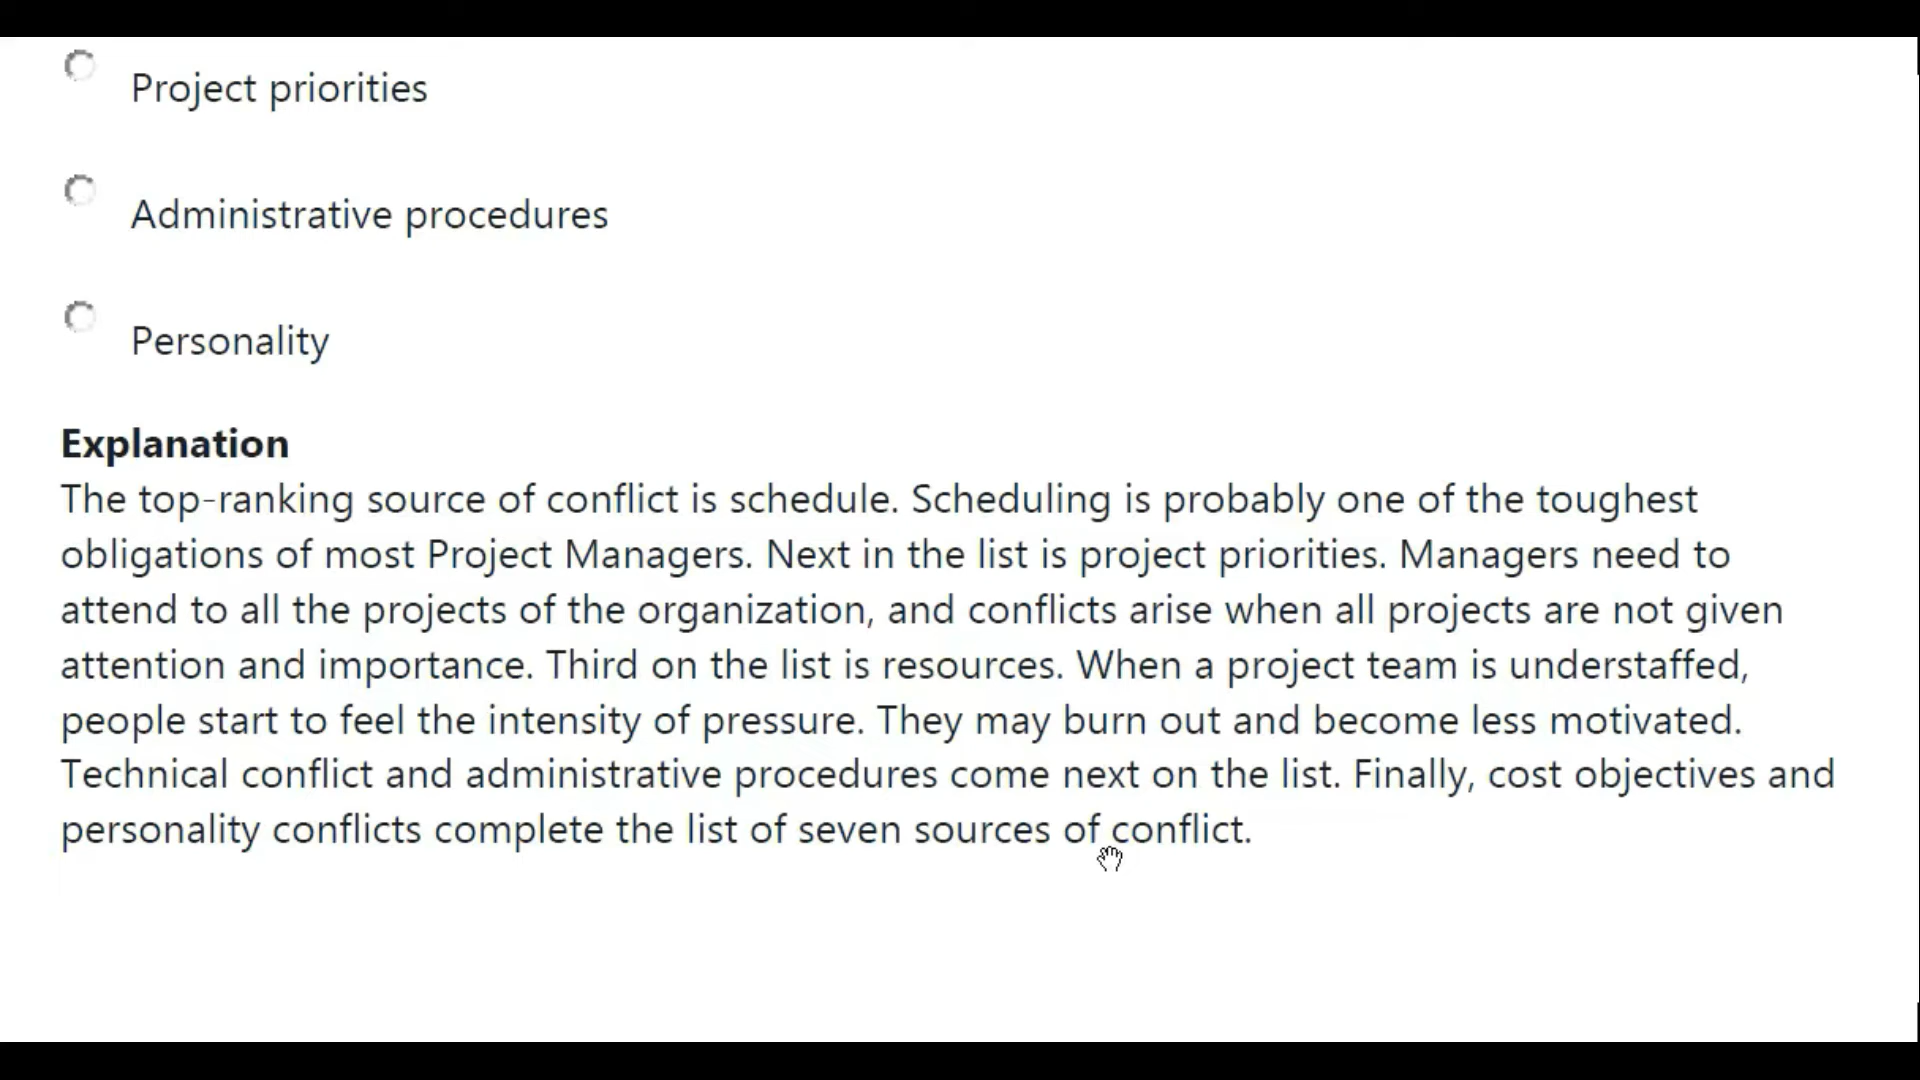 Project priorities
Administrative procedures
Personality
Explanation
The top-ranking source of conflict is schedule. Scheduling is probably one of the toughest
obligations of most Project Managers. Next in the list is project priorities. Managers need to
attend to all the projects of the organization, and conflicts arise when all projects are not given
attention and importance. Third on the list is resources. When a project team is understaffed,
people start to feel the intensity of pressure. They may burn out and become less motivated.
Technical conflict and administrative procedures come next on the list. Finally, cost objectives and
personality conflicts complete the list of seven sources of conflict.